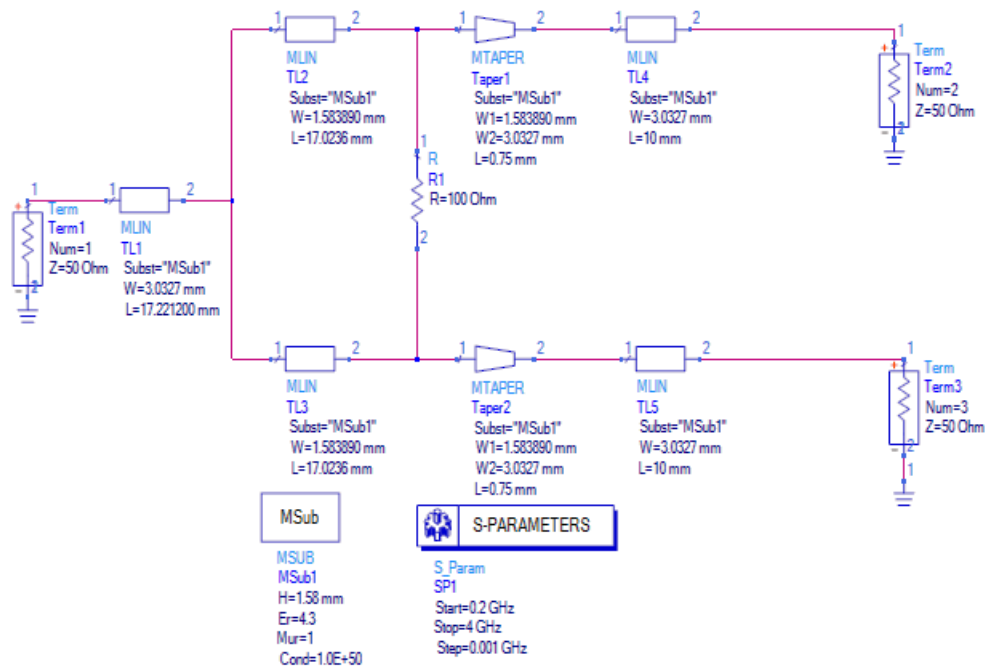 1 2
MLIN
TL2
Subst="MSub1"
W=1.583890 mm
L=17.0236 mm
1 2
MTAPER
Taper1
Subst="MSub1"
W1=1.583890 mm
W2=3.0327 mm
L=0.75 mm
1 2
MLIN
TL4
Subst="MSub1"
W=3.0327 mm
L=10 mm
1
+
Term
Term2
Num=2
Z=50 Ohm
- 2
1
R
R1
R=100 Ohm
2
1
+
Term
Term1
Num=1
Z=50 Ohm
- 2
1 2
MLIN
TL1
Subst="MSub1"
W=3.0327 mm
L=17.221200 mm
1 2
MLIN
TL3
Subst="MSub1"
W=1.583890 mm
L=17.0236 mm
1 2
MTAPER
Taper2
Subst="MSub1"
W1=1.583890 mm
W2=3.0327 mm
L=0.75 mm
1 2
MLIN
TL5
Subst="MSub1"
W=3.0327 mm
L=10 mm
1
+
Term
Term3
Num=3
Z=50 Ohm
- 2
1
MSub
MSUB
MSub1
H=1.58 mm
Er=4.3
Mur=1
Cond=1.0E+50
S-PARAMETERS
S_Param
SP1
Start=0.2 GHz
Stop=4 GHz
Step=0.001 GHz